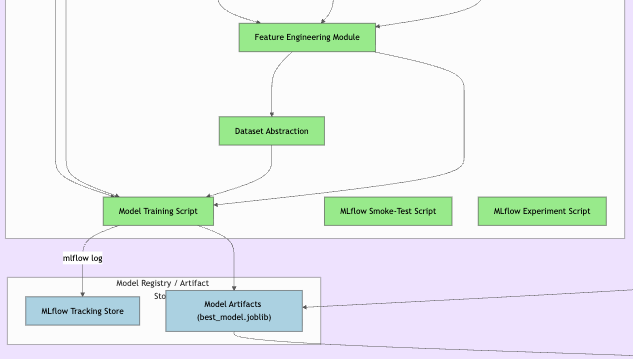 Feature Engineering Module
Dataset Abstraction
Model Training Script
MLflow Smoke-Test Script
MLflow Experiment Script
mlflow log
Model Registry / Artifact
Sto
MLflow Tracking Store
Model Artifacts
(best_model.joblib)